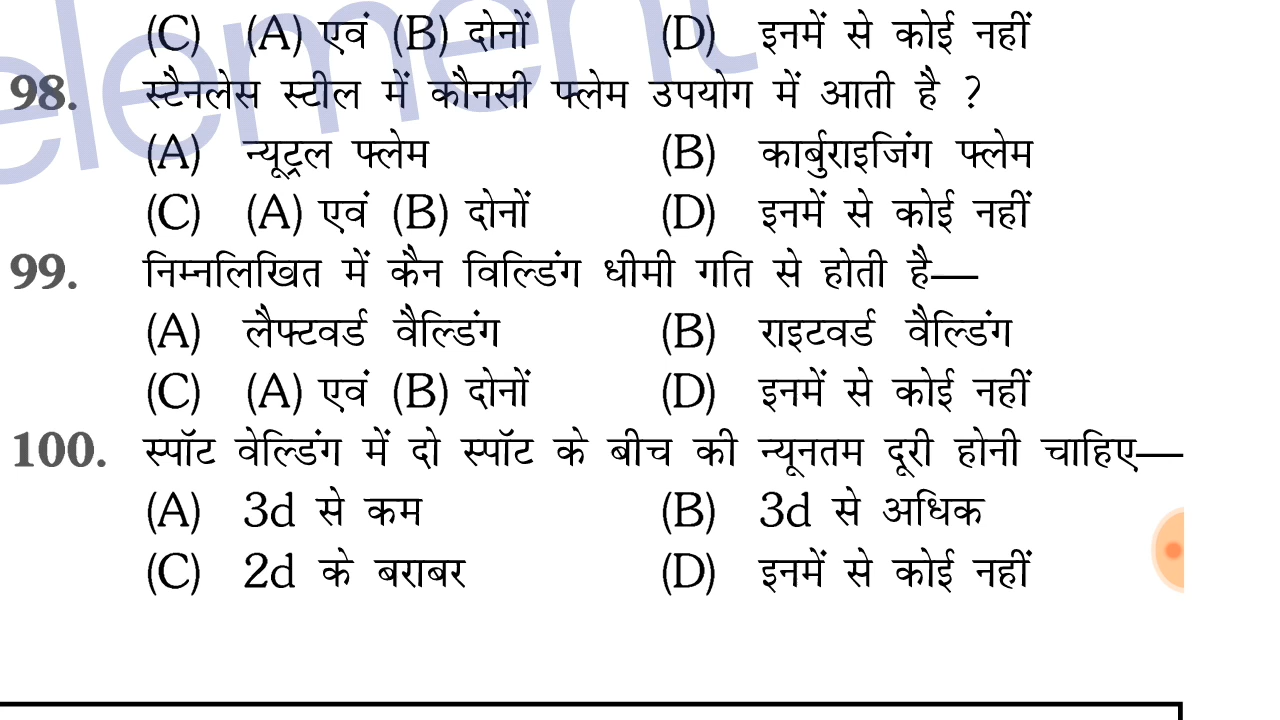 (C) (A) एवं (B) दोनों (D) इनमें से कोई नहीं
98. स्टैनलेस स्टील में कौनसी फ्लेम उपयोग में आती है ?
(A) न्यूट्रल फ्लेम (B) कार्बुराइजिंग फ्लेम
(C) (A) एवं (B) दोनों (D) इनमें से कोई नहीं
99. निम्नलिखित में कैन विल्डिंग धीमी गति से होती है—
(A) लैफ्टवर्ड वैल्डिंग (B) राइटवर्ड वैल्डिंग
(C) (A) एवं (B) दोनों (D) इनमें से कोई नहीं
100. स्पॉट वेल्डिंग में दो स्पॉट के बीच की न्यूनतम दूरी होनी चाहिए—
(A) 3d से कम (B) 3d से अधिक
(C) 2d के बराबर (D) इनमें से कोई नहीं
element